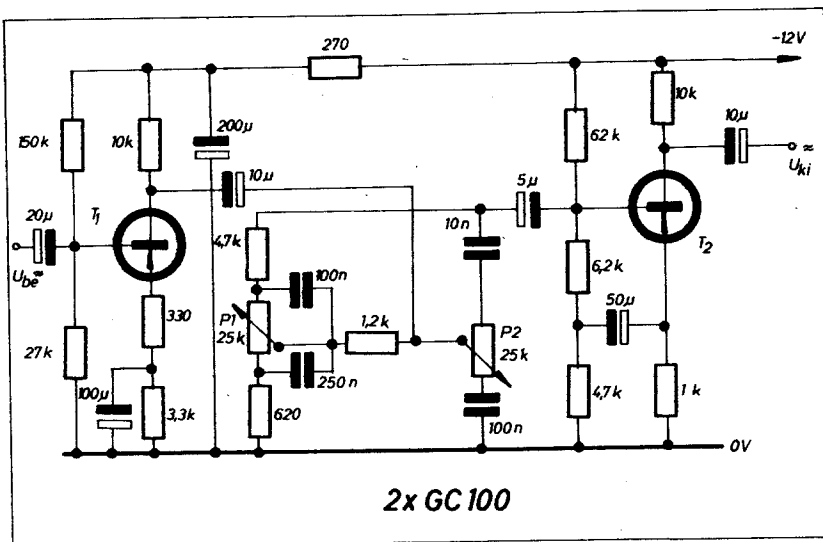 270
-12V
150k
10k
200μ
10μ
62k
10k
10μ
≈
U_ki
20μ
T1
5μ
10n
U_be ≈
4,7k
100n
6,2k
T2
330
P1
25k
1,2k
P2
25k
50μ
27k
250n
100μ
3,3k
620
100n
4,7k
1k
0V
2x GC100